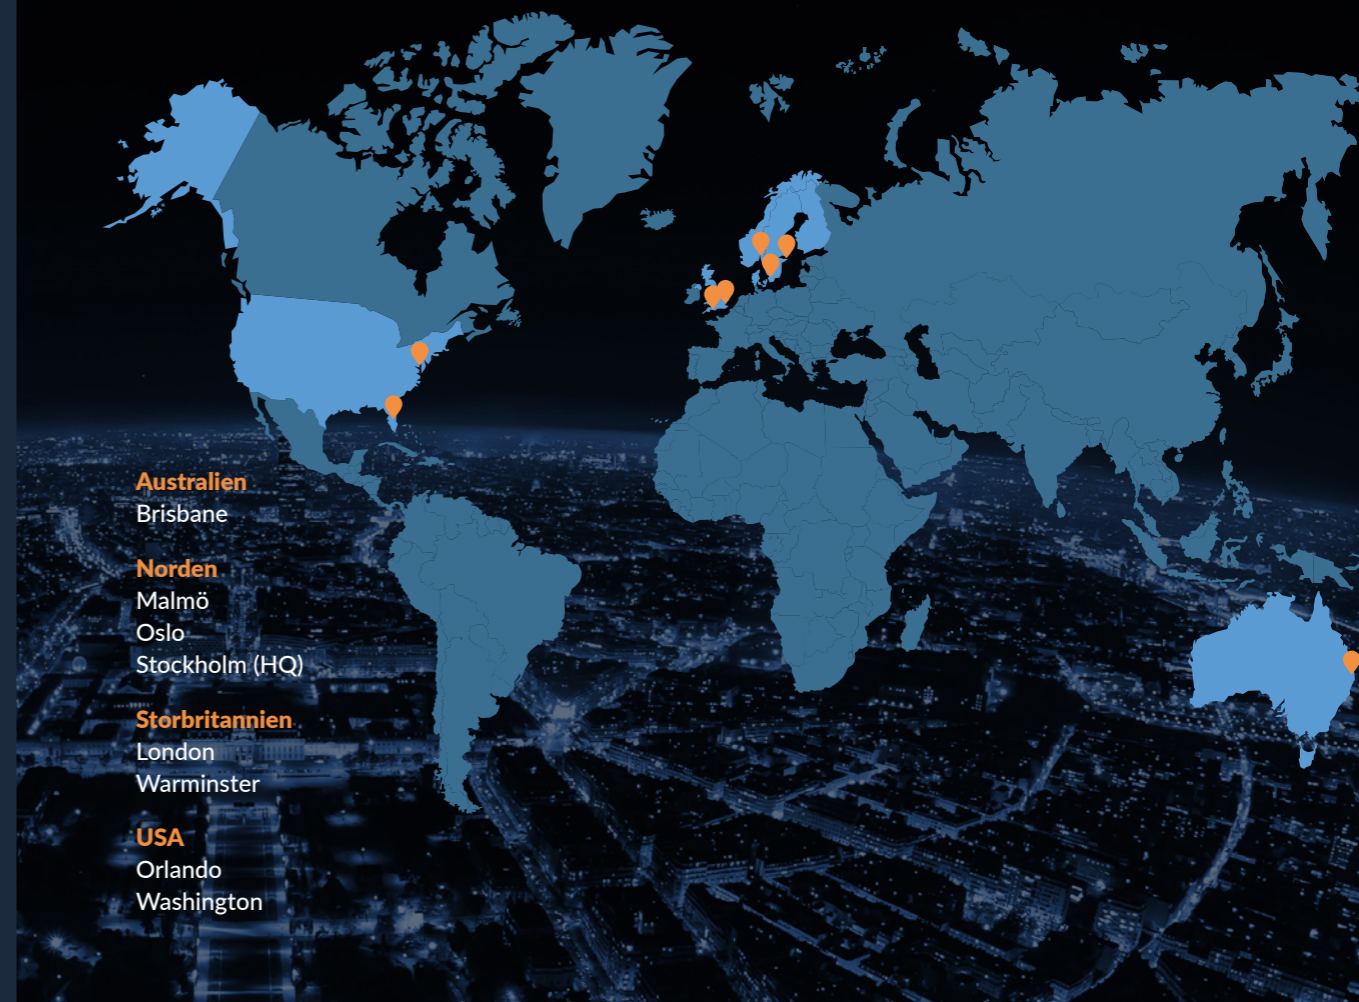 Australien
Brisbane
Norden
Malmö
Oslo
Stockholm (HQ)
Storbritannien
London
Warminster
USA
Orlando
Washington